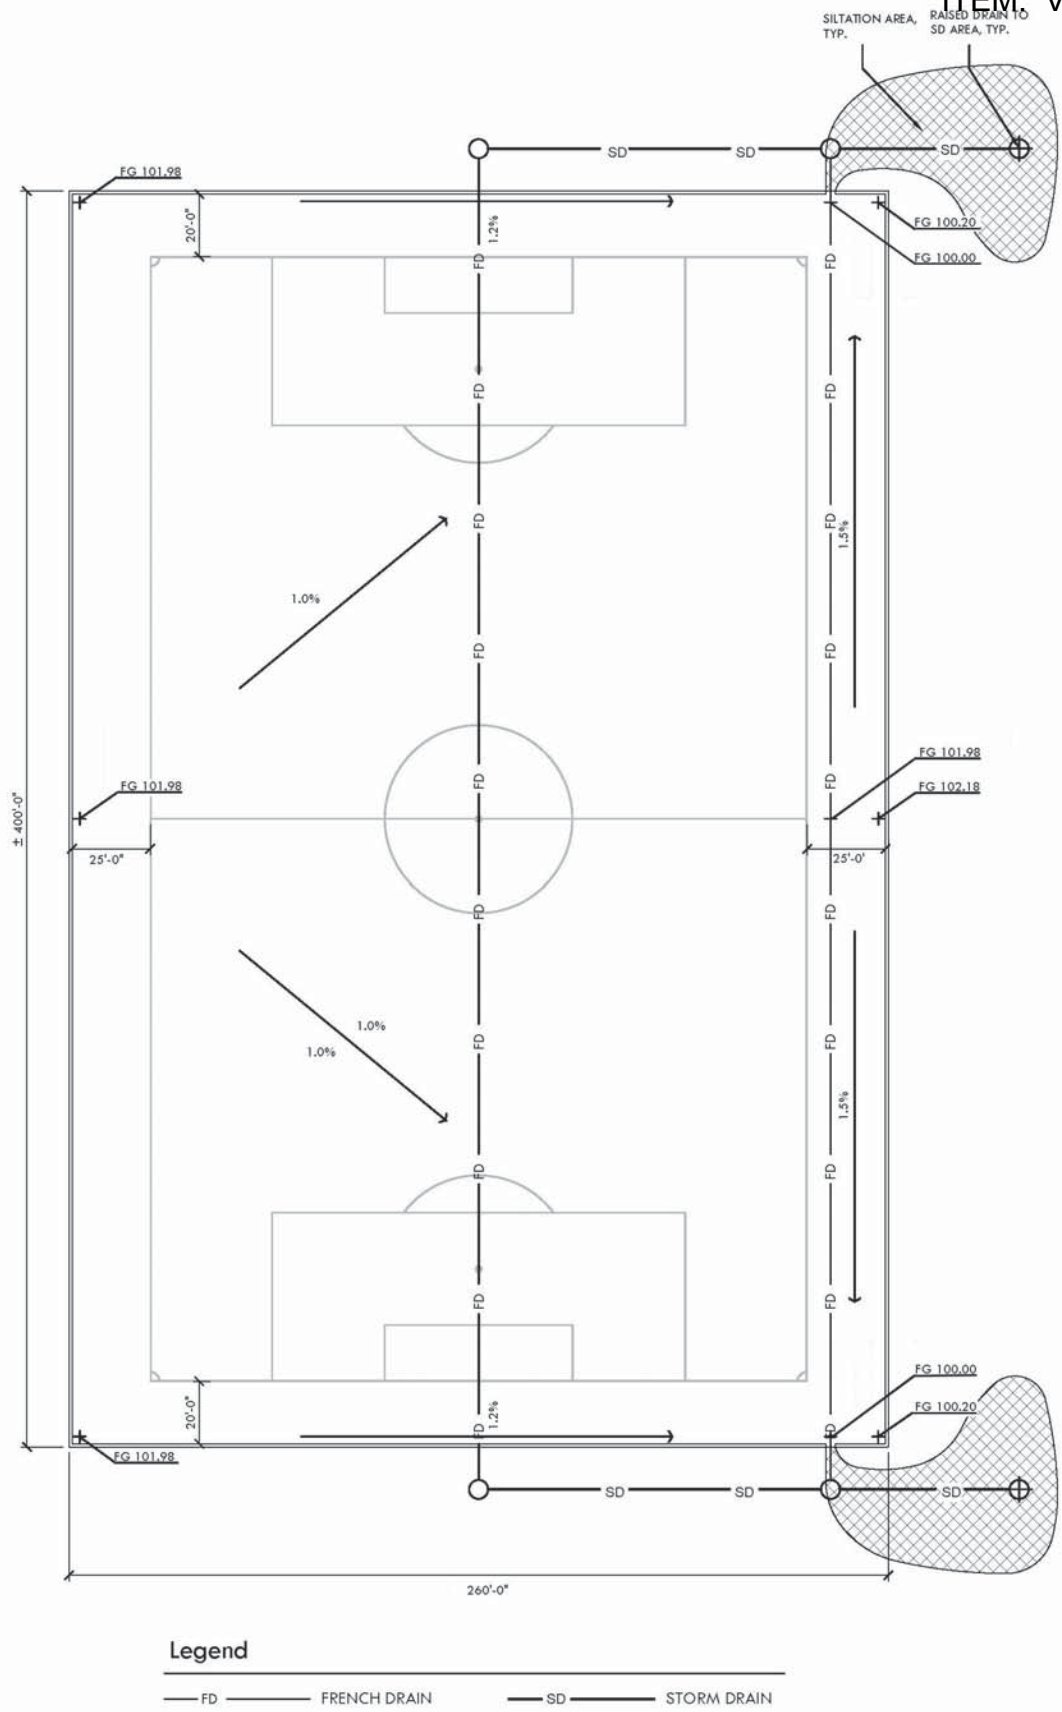 ITEM:
SILTATION AREA,
TYP.
RAISED DRAIN TO
SD AREA, TYP.
SD
SD
SD
FG 101.98
20'-0"
1.2%
FG 100.20
FG 100.00
FD
FD
FD
FD
FD
FD
1.5%
1.0%
FD
FD
FG 101.98
FG 102.18
FG 101.98
FD
FD
± 400'-0"
25'-0"
25'-0'
FD
FD
1.0%
1.0%
FD
FD
1.5%
FD
FD
FD
FD
FG 100.00
FG 100.20
20'-0"
1.2%
FD
FD
FG 101.98
SD
SD
SD
260'-0"
Legend
FD
FRENCH DRAIN
SD
STORM DRAIN